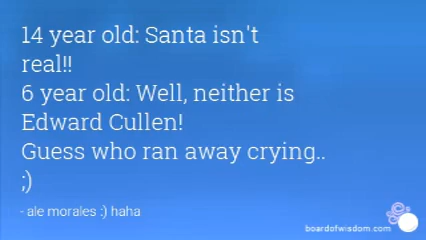 14 year old: Santa isn't
real!!
6 year old: Well, neither is
Edward Cullen!
Guess who ran away crying..
;)
- ale morales :) haha
boardofwisdom.com